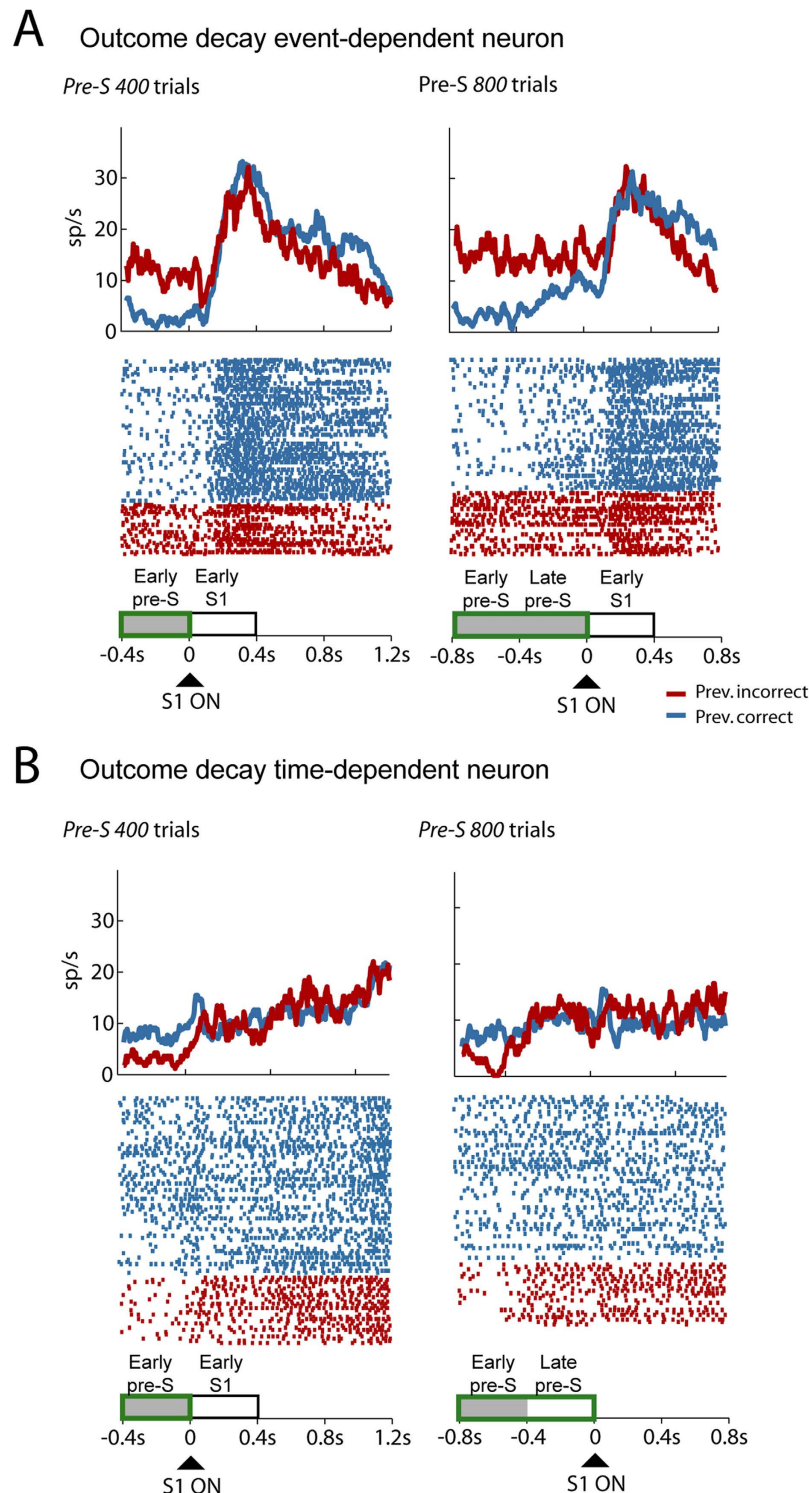 A Outcome decay event-dependent neuron
Pre-S 400 trials Pre-S 800 trials
30
20
10
0
sp/s
Early Early Early Late Early
pre-S S1 pre-S pre-S S1
-0.4s 0 0.4s 0.8s 1.2s -0.8s -0.4s 0 0.4s 0.8s
S1 ON S1 ON
Prev. incorrect
Prev. correct
B Outcome decay time-dependent neuron
Pre-S 400 trials Pre-S 800 trials
30
20
10
0
sp/s
Early Early Early Late
pre-S S1 pre-S pre-S
-0.4s 0 0.4s 0.8s 1.2s -0.8s -0.4 0 0.4s 0.8s
S1 ON S1 ON